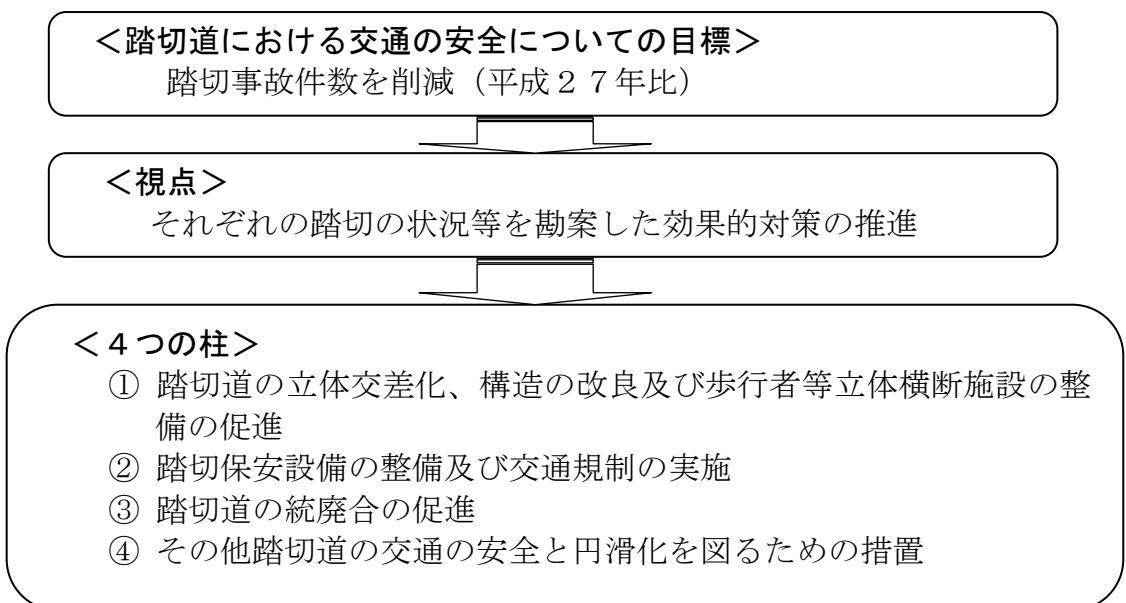 ＜踏切道における交通の安全についての目標＞
踏切事故件数を削減（平成２７年比）
＜視点＞
それぞれの踏切の状況等を勘案した効果的対策の推進
＜４つの柱＞
① 踏切道の立体交差化、構造の改良及び歩行者等立体横断施設の整
備の促進
② 踏切保安設備の整備及び交通規制の実施
③ 踏切道の統廃合の促進
④ その他踏切道の交通の安全と円滑化を図るための措置